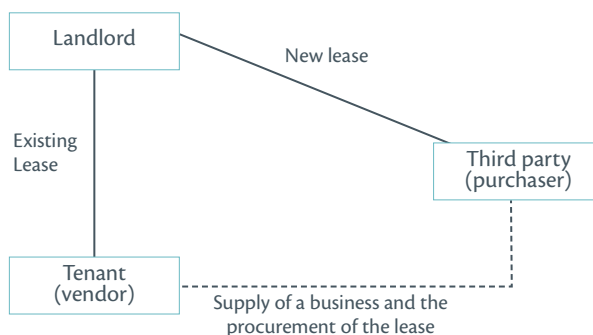 Landlord
New lease
Existing
Lease
Third party
(purchaser)
Tenant
(vendor)
Supply of a business and the
procurement of the lease